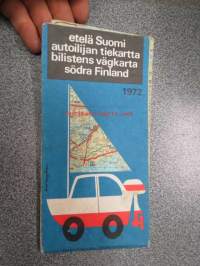 etelä Suomi
autoilijan tiekartta
bilistens vägkarta
södra Finland
1972